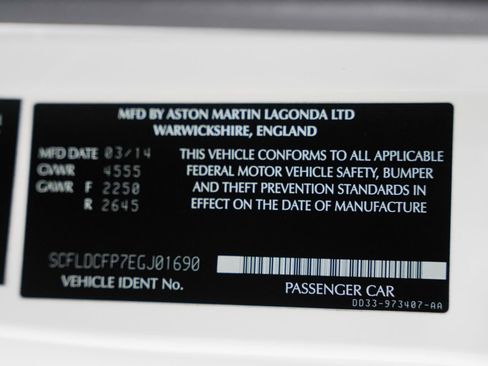 MFD BY ASTON MARTIN LAGONDA LTD
WARWICKSHIRE, ENGLAND
MFD DATE 03/14
GVWR 4555
GAWR F 2250
R 2645
THIS VEHICLE CONFORMS TO ALL APPLICABLE
FEDERAL MOTOR VEHICLE SAFETY, BUMPER
AND THEFT PREVENTION STANDARDS IN
EFFECT ON THE DATE OF MANUFACTURE
SCFLDCFP7EGJ01690
VEHICLE IDENT No.
PASSENGER CAR
DD33-973407-AA